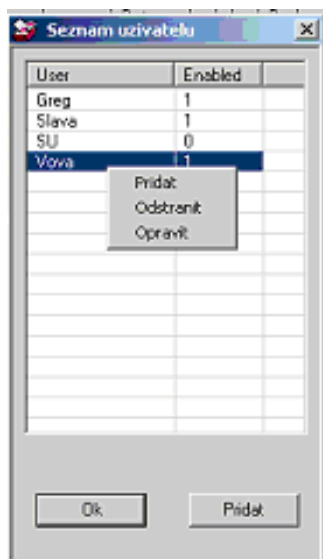 Seznam uzivatelu
User Enabled
Greg 1
Slava 1
SU 0
Vova 1
Pridat
Odstranit
Opravit
Ok Pridat